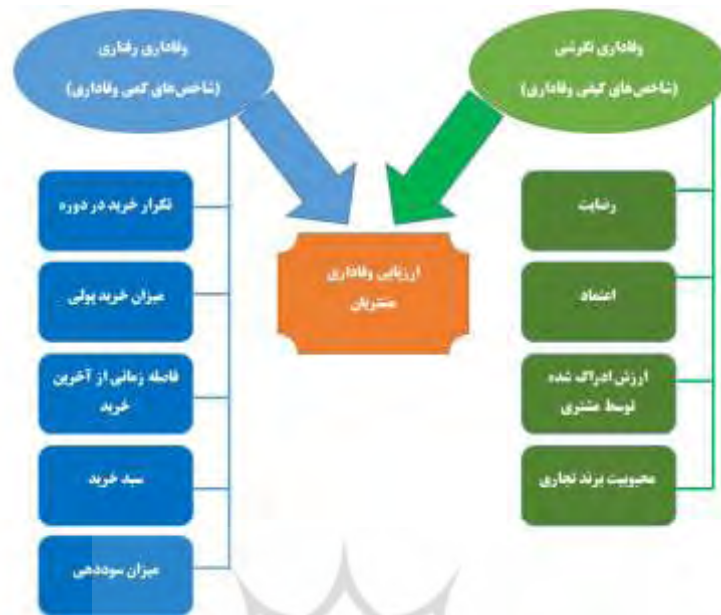 وفاداری نگرشی
(شاخص‌های کیفی وفاداری)
رضایت
اعتماد
ارزش ادراک شده
توسط مشتری
محبوبیت برند تجاری
ارزیابی وفاداری
مشتریان
وفاداری رفتاری
(شاخص‌های کمی وفاداری)
تکرار خرید در دوره
میزان خرید پولی
فاصله زمانی از آخرین
خرید
سبد خرید
میزان سوددهی